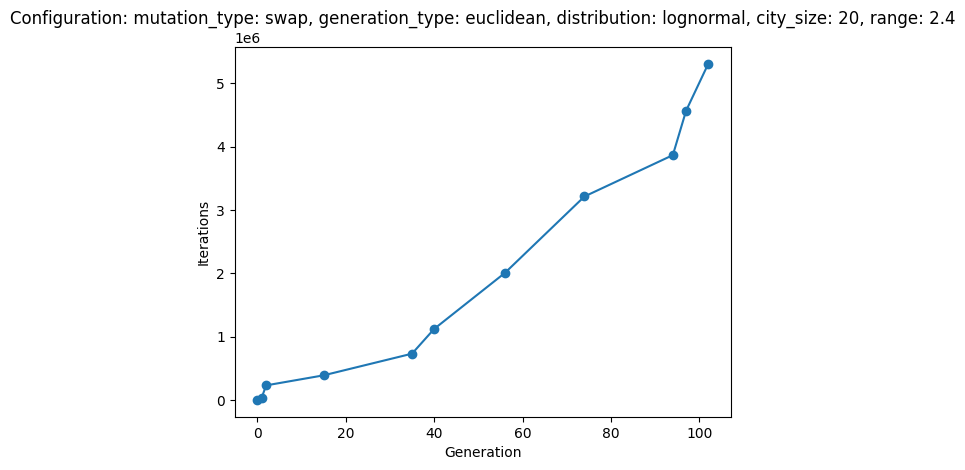 Configuration: mutation_type: swap, generation_type: euclidean, distribution: lognormal, city_size: 20, range: 2.4
1e6
5
4
3
2
1
0
Iterations
0 20 40 60 80 100
Generation